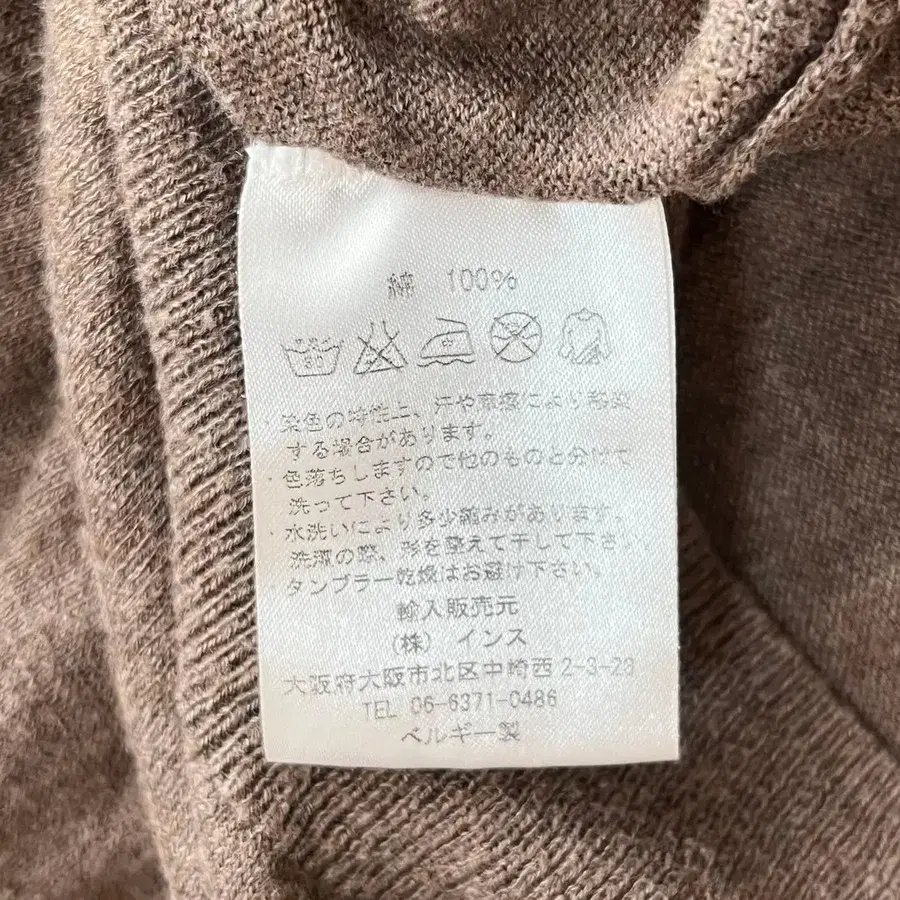 綿 100%
・染色の特性上、汗や摩擦により移染
する場合があります。
・色落ちしますので他のものと分けて
洗って下さい。
・水洗いにより多少縮みがあります。
洗濯の際、形を整えて干して下さい
タンブラー乾燥はお避け下さい。
輸入販売元
(株) インス
大阪府大阪市北区中崎西2-3-23
TEL 06-6371-0486
ベルギー製